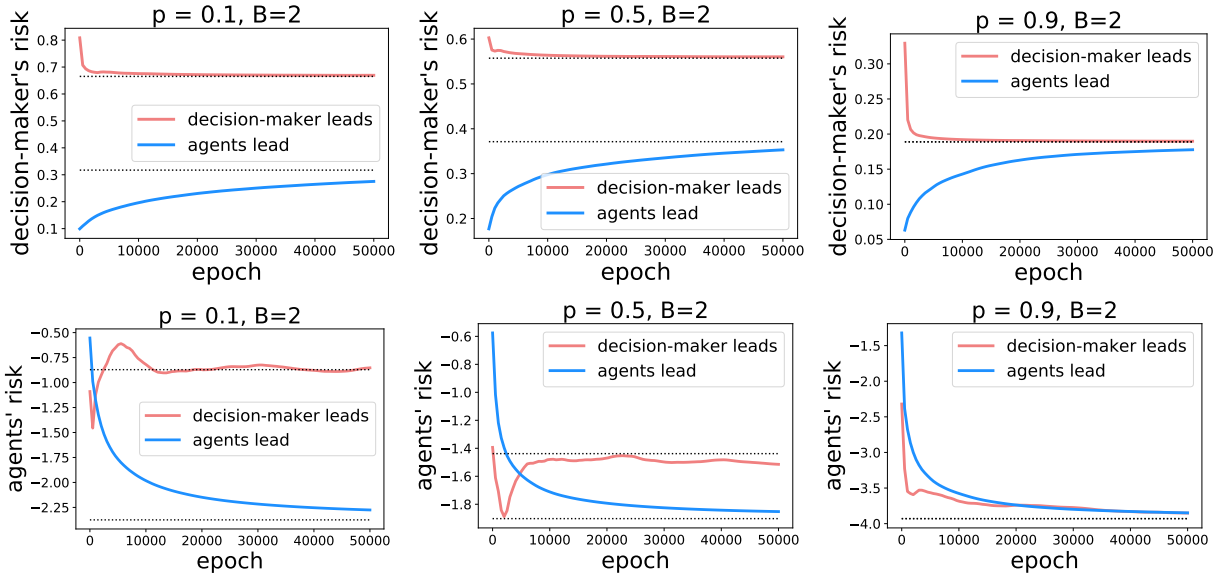 p = 0.1, B=2
decision-maker's risk
0.8
0.7
0.6
0.5
0.4
0.3
0.2
0.1
decision-maker leads
agents lead
0 10000 20000 30000 40000 50000
epoch
p = 0.5, B=2
decision-maker's risk
0.6
0.5
0.4
0.3
0.2
decision-maker leads
agents lead
0 10000 20000 30000 40000 50000
epoch
p = 0.9, B=2
decision-maker's risk
0.30
0.25
0.20
0.15
0.10
0.05
decision-maker leads
agents lead
0 10000 20000 30000 40000 50000
epoch
p = 0.1, B=2
agents' risk
−0.50
−0.75
−1.00
−1.25
−1.50
−1.75
−2.00
−2.25
decision-maker leads
agents lead
0 10000 20000 30000 40000 50000
epoch
p = 0.5, B=2
agents' risk
−0.6
−0.8
−1.0
−1.2
−1.4
−1.6
−1.8
decision-maker leads
agents lead
0 10000 20000 30000 40000 50000
epoch
p = 0.9, B=2
agents' risk
−1.5
−2.0
−2.5
−3.0
−3.5
−4.0
decision-maker leads
agents lead
0 10000 20000 30000 40000 50000
epoch